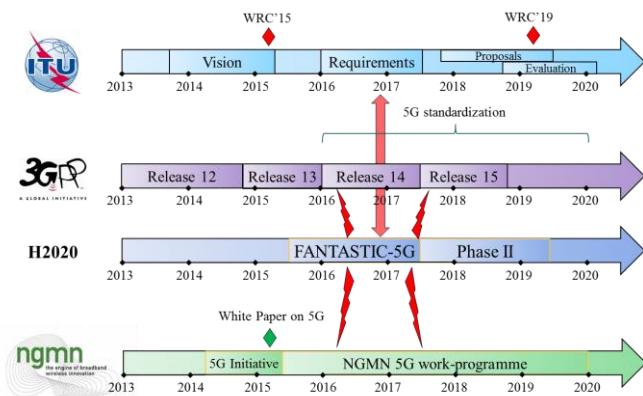 WRC'15
WRC'19
ITU
Vision
Requirements
Proposals
Evaluation
2013 2014 2015 2016 2017 2018 2019 2020
5G standardization
3GPP
A GLOBAL INITIATIVE
Release 12
Release 13
Release 14
Release 15
2013 2014 2015 2016 2017 2018 2019 2020
H2020
FANTASTIC-5G
Phase II
2013 2014 2015 2016 2017 2018 2019 2020
White Paper on 5G
ngmn
the engine of broadband
wireless innovation
5G Initiative
NGMN 5G work-programme
2013 2014 2015 2016 2017 2018 2019 2020